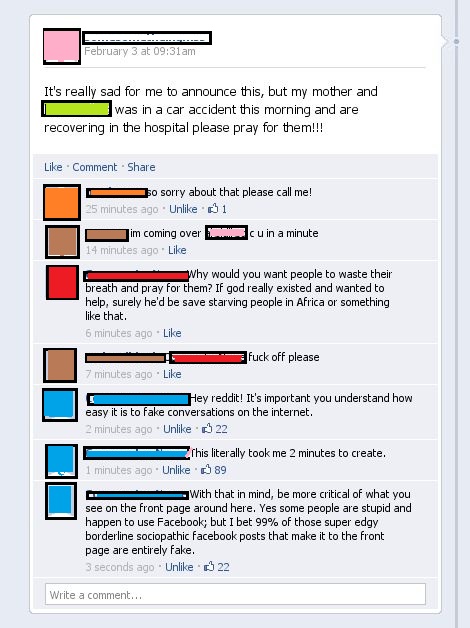 February 3 at 09:31am
It's really sad for me to announce this, but my mother and
was in a car accident this morning and are
recovering in the hospital please pray for them!!!
Like · Comment · Share
so sorry about that please call me!
25 minutes ago · Unlike · 1
im coming over c u in a minute
14 minutes ago · Like
Why would you want people to waste their
breath and pray for them? If god really existed and wanted to
help, surely he'd be save starving people in Africa or something
like that.
6 minutes ago · Like
fuck off please
7 minutes ago · Like
Hey reddit! It's important you understand how
easy it is to fake conversations on the internet.
2 minutes ago · Unlike · 22
This literally took me 2 minutes to create.
1 minutes ago · Unlike · 89
With that in mind, be more critical of what you
see on the front page around here. Yes some people are stupid and
happen to use Facebook; but I bet 99% of those super edgy
borderline sociopathic facebook posts that make it to the front
page are entirely fake.
3 seconds ago · Unlike · 22
Write a comment...